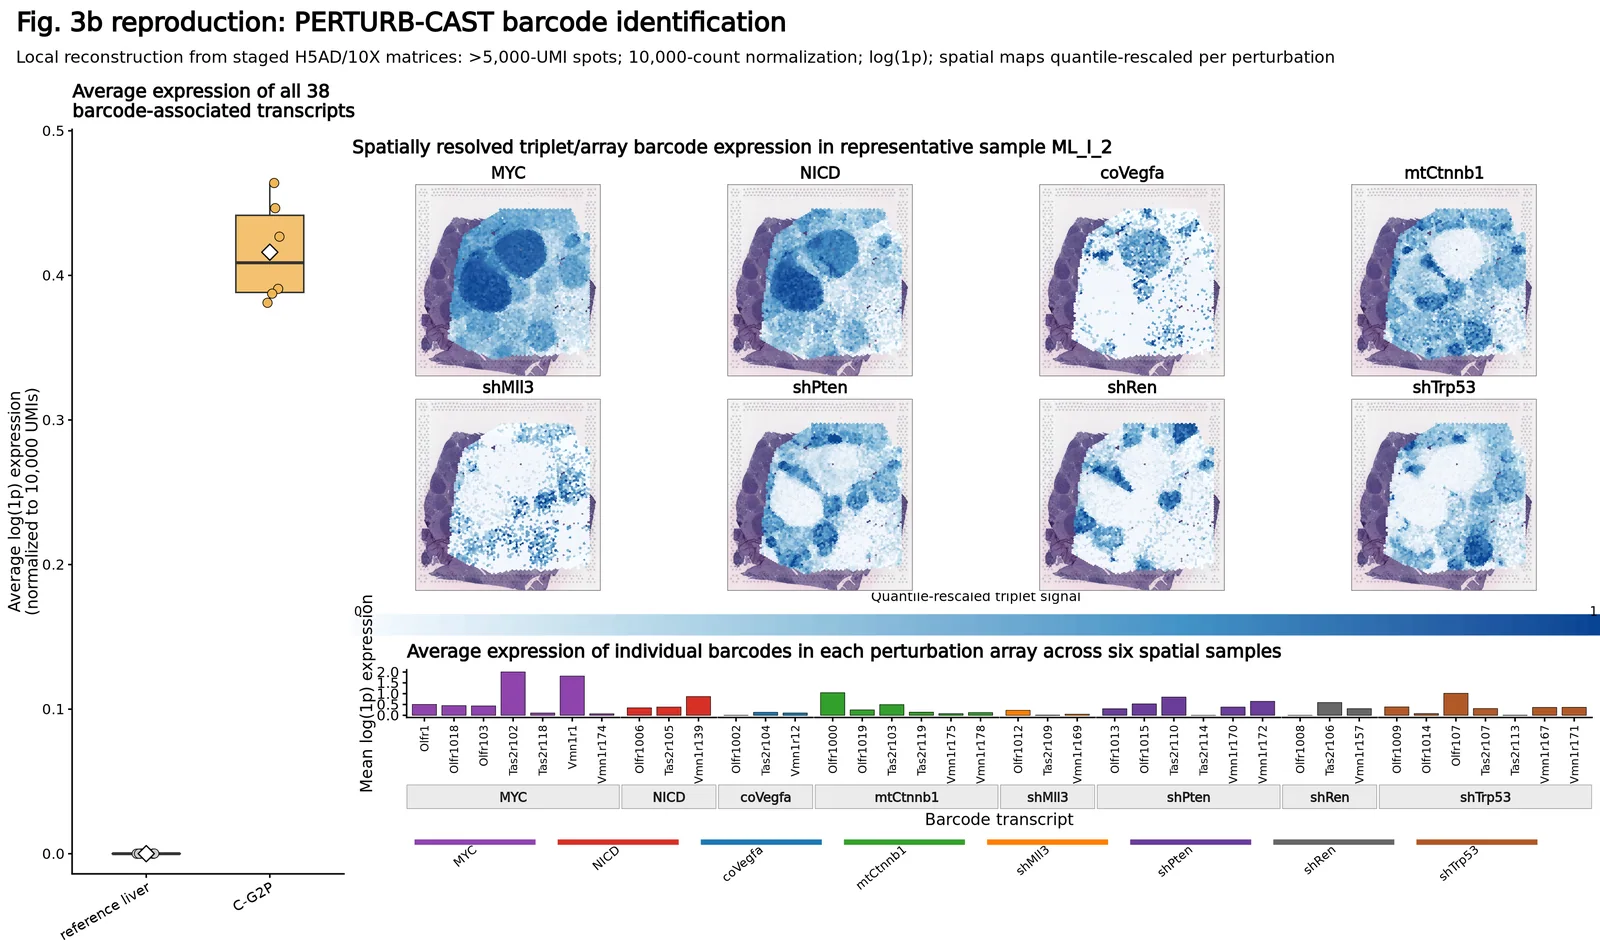 Fig. 3b reproduction: PERTURB-CAST barcode identification
Local reconstruction from staged H5AD/10X matrices: >5,000-UMI spots; 10,000-count normalization; log(1p); spatial maps quantile-rescaled per perturbation
Average expression of all 38
barcode-associated transcripts
Average log(1p) expression
(normalized to 10,000 UMIs)
0.5
0.4
0.3
0.2
0.1
0.0
reference liver
C-G2P
Spatially resolved triplet/array barcode expression in representative sample ML_I_2
MYC
NICD
coVegfa
mtCtnnb1
shMll3
shPten
shRen
shTrp53
Quantile-rescaled triplet signal
0
1
Average expression of individual barcodes in each perturbation array across six spatial samples
Mean log(1p) expression
2.0
1.5
1.0
0.5
0.0
Olfr1
Olfr1018
Olfr103
Tas2r102
Tas2r118
Vmn1r1
Vmn1r174
Olfr1006
Tas2r105
Vmn1r139
Olfr1002
Tas2r104
Vmn1r12
Olfr1000
Olfr1019
Tas2r103
Tas2r119
Vmn1r175
Vmn1r178
Olfr1012
Tas2r109
Vmn1r169
Olfr1013
Olfr1015
Tas2r110
Tas2r114
Vmn1r170
Vmn1r172
Olfr1008
Tas2r106
Vmn1r157
Olfr1009
Olfr1014
Olfr107
Tas2r107
Tas2r113
Vmn1r167
Vmn1r171
MYC
NICD
coVegfa
mtCtnnb1
shMll3
shPten
shRen
shTrp53
Barcode transcript
MYC
NICD
coVegfa
mtCtnnb1
shMll3
shPten
shRen
shTrp53